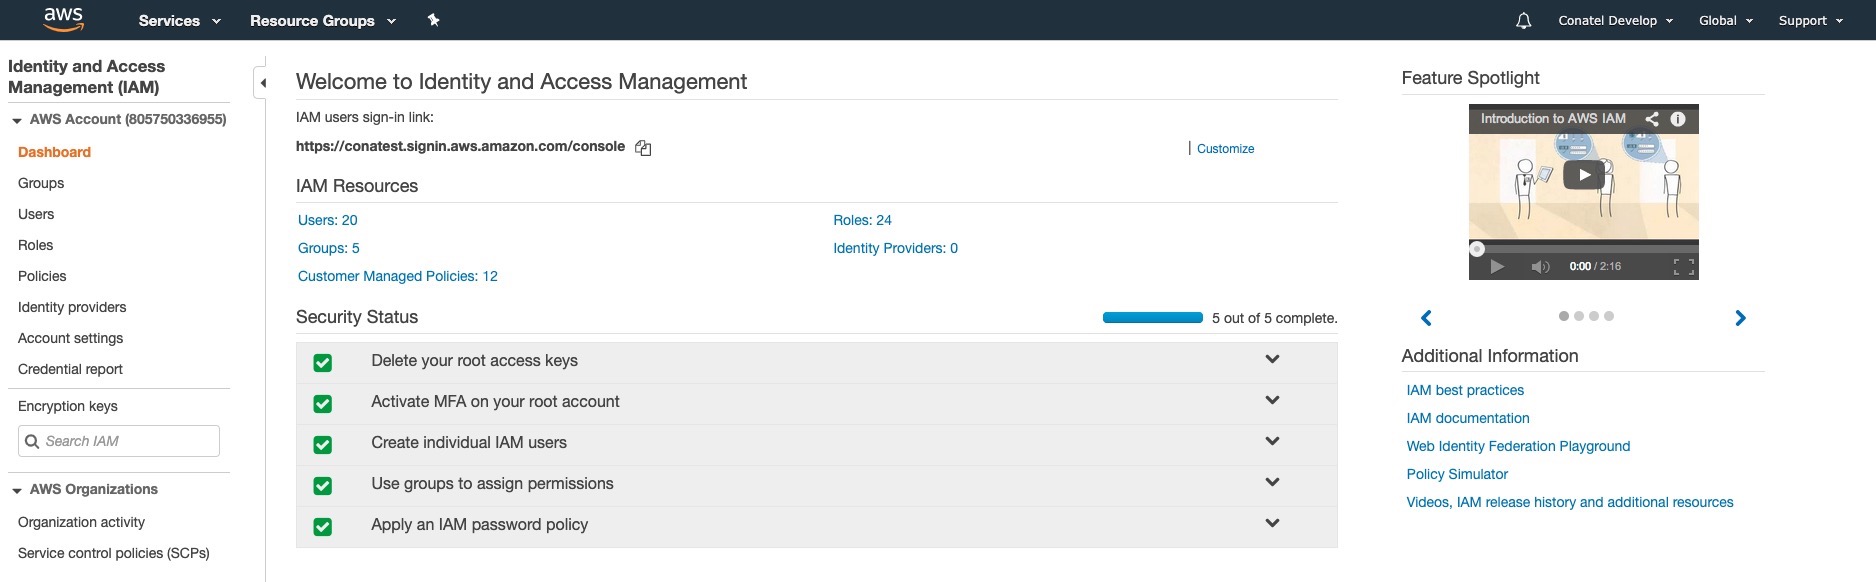 aws
Services
Resource Groups
Conatel Develop
Global
Support
Identity and Access
Management (IAM)
AWS Account (805750336955)
Dashboard
Groups
Users
Roles
Policies
Identity providers
Account settings
Credential report
Encryption keys
Search IAM
AWS Organizations
Organization activity
Service control policies (SCPs)
Welcome to Identity and Access Management
IAM users sign-in link:
https://conatest.signin.aws.amazon.com/console
| Customize
IAM Resources
Users: 20
Roles: 24
Groups: 5
Identity Providers: 0
Customer Managed Policies: 12
Security Status
5 out of 5 complete.
Delete your root access keys
Activate MFA on your root account
Create individual IAM users
Use groups to assign permissions
Apply an IAM password policy
Feature Spotlight
Introduction to AWS IAM
0:00 / 2:16
Additional Information
IAM best practices
IAM documentation
Web Identity Federation Playground
Policy Simulator
Videos, IAM release history and additional resources